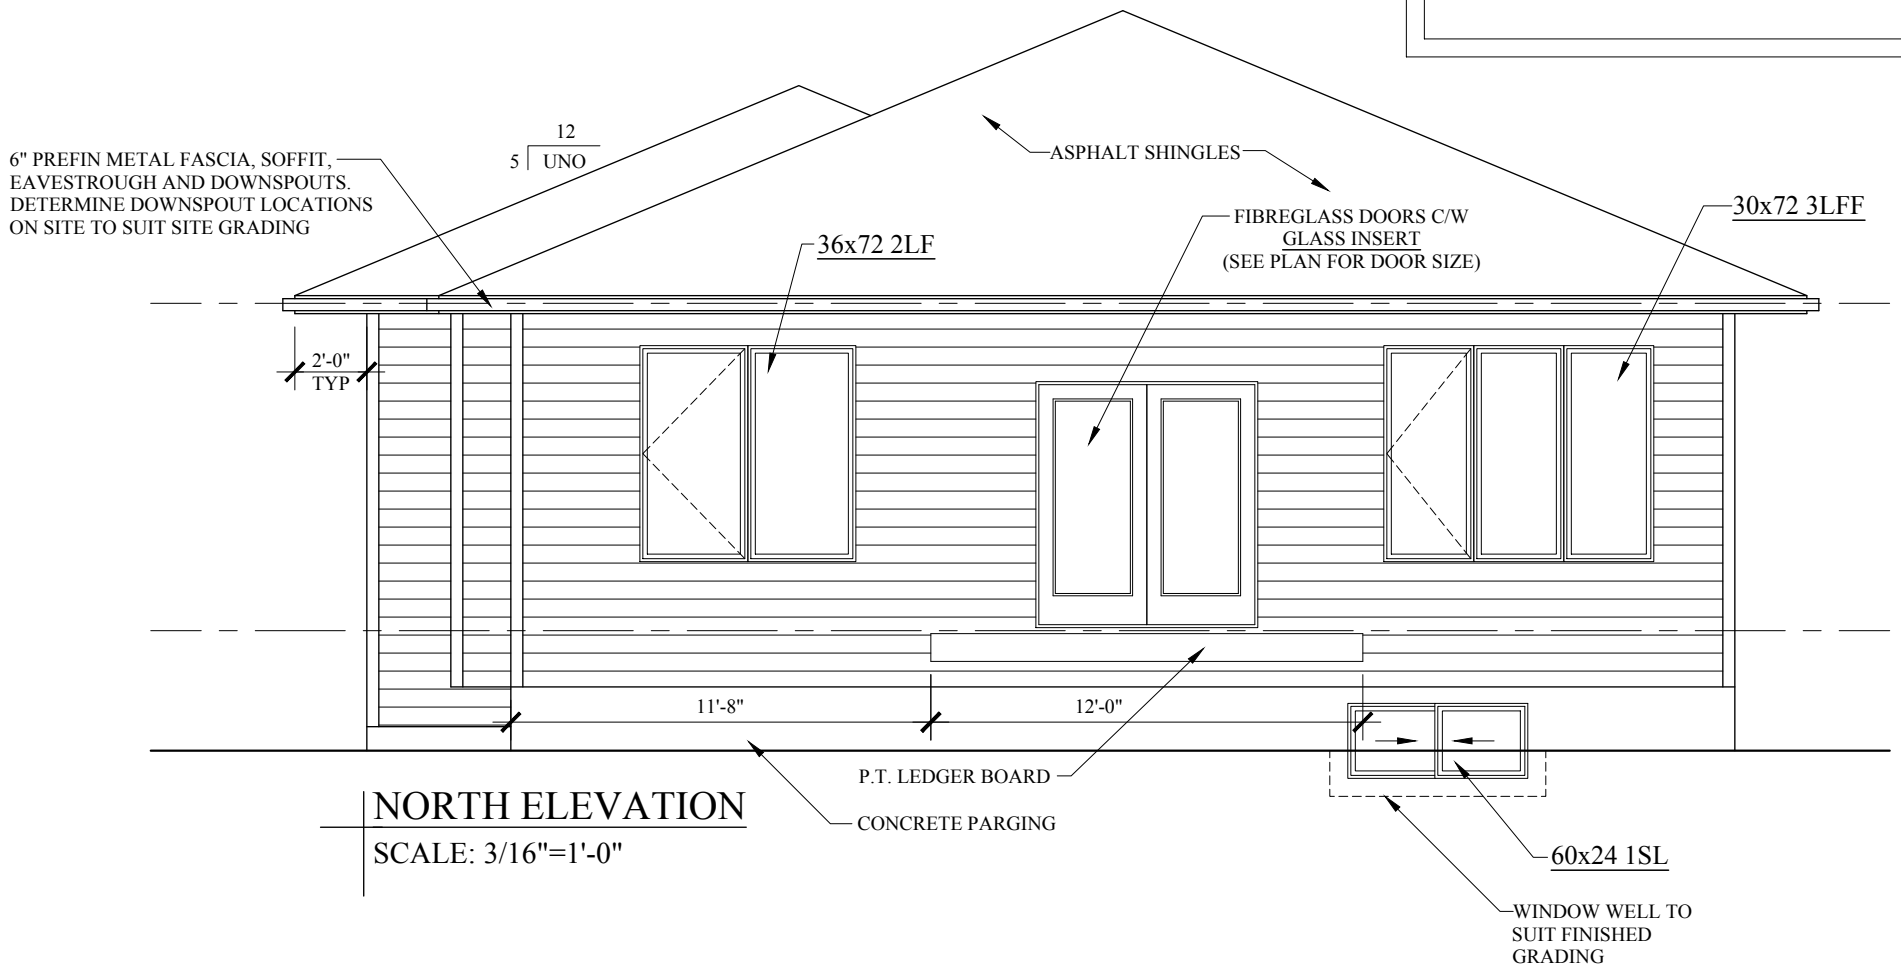 12
5 UNO
6" PREFIN METAL FASCIA, SOFFIT,
EAVESTROUGH AND DOWNSPOUTS.
DETERMINE DOWNSPOUT LOCATIONS
ON SITE TO SUIT SITE GRADING
ASPHALT SHINGLES
30x72 3LFF
FIBREGLASS DOORS C/W
GLASS INSERT
(SEE PLAN FOR DOOR SIZE)
36x72 2LF
2'-0"
TYP
11'-8"
12'-0"
P.T. LEDGER BOARD
CONCRETE PARGING
NORTH ELEVATION
SCALE: 3/16"=1'-0"
60x24 1SL
WINDOW WELL TO
SUIT FINISHED
GRADING